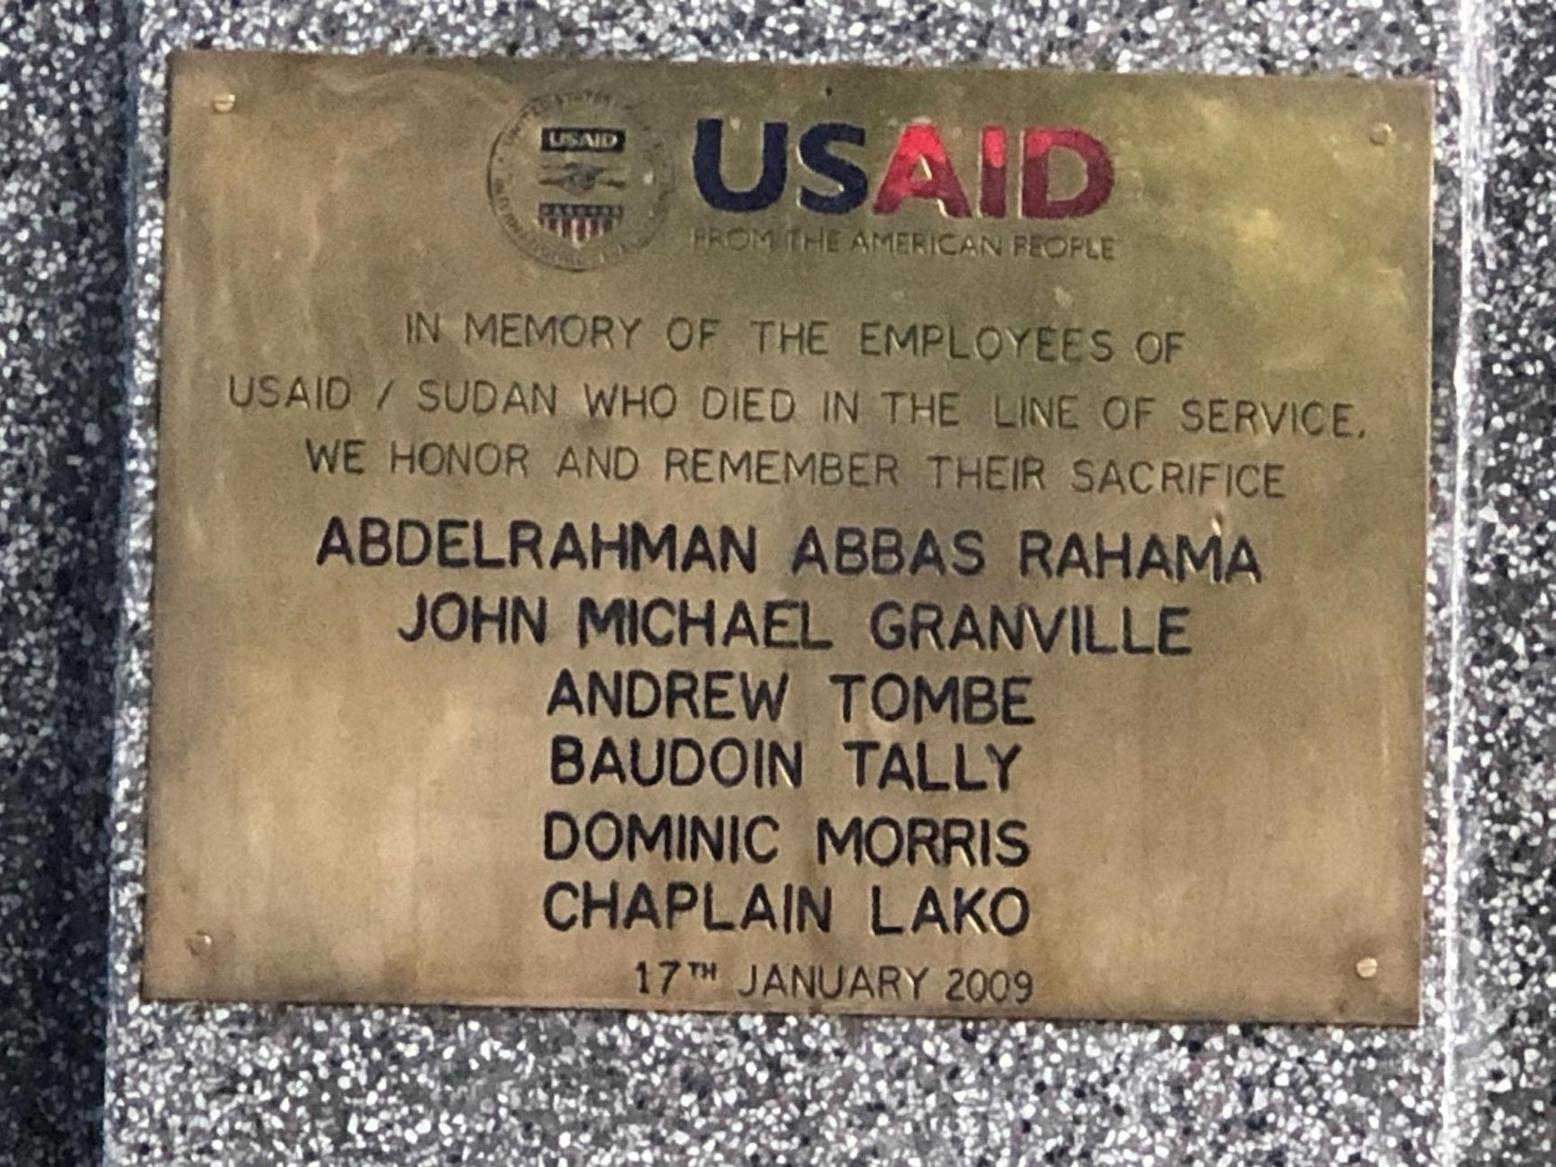 USAID
USAID
FROM THE AMERICAN PEOPLE
IN MEMORY OF THE EMPLOYEES OF
USAID / SUDAN WHO DIED IN THE LINE OF SERVICE.
WE HONOR AND REMEMBER THEIR SACRIFICE
ABDELRAHMAN ABBAS RAHAMA
JOHN MICHAEL GRANVILLE
ANDREW TOMBE
BAUDOIN TALLY
DOMINIC MORRIS
CHAPLAIN LAKO
17TH JANUARY 2009